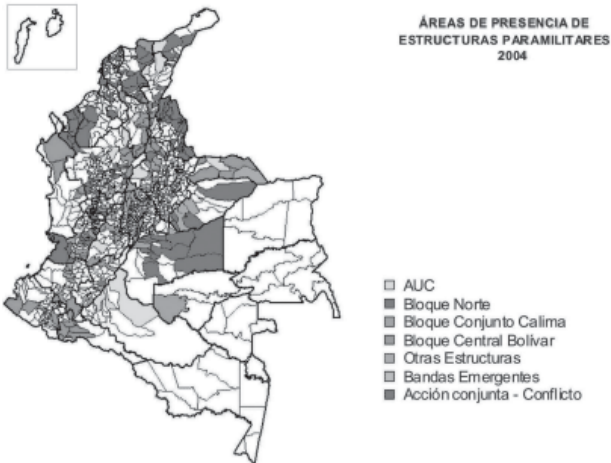 ÁREAS DE PRESENCIA DE
ESTRUCTURAS PARAMILITARES
2004
AUC
Bloque Norte
Bloque Conjunto Calima
Bloque Central Bolívar
Otras Estructuras
Bandas Emergentes
Acción conjunta - Conflicto